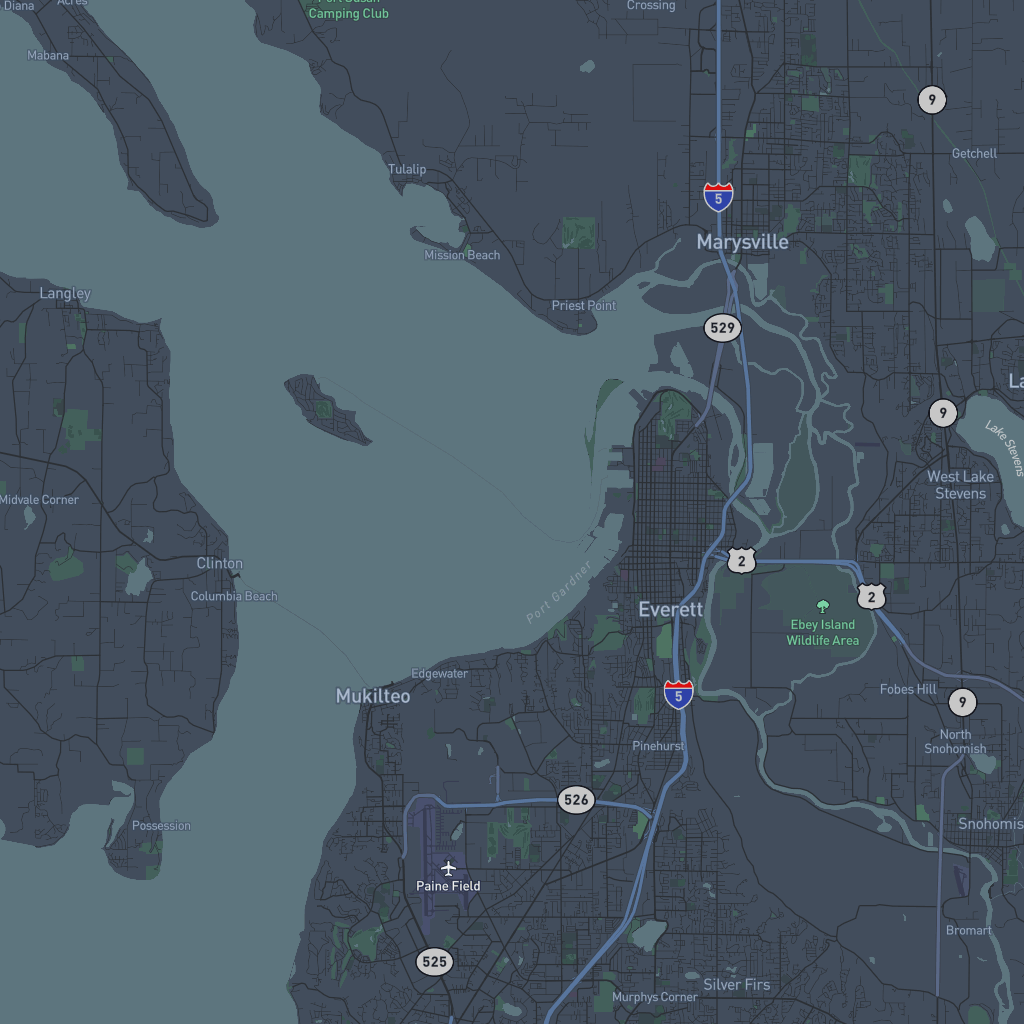 Diana
Acres
Port Susan
Camping Club
Crossing
Mabana
9
Getchell
Tulalip
5
Marysville
Mission Beach
Langley
Priest Point
529
9
Lake Stevens
West Lake
Stevens
Midvale Corner
Clinton
Columbia Beach
2
2
Port Gardner
Everett
Ebey Island
Wildlife Area
Edgewater
Mukilteo
5
Fobes Hill
9
Pinehurst
North
Snohomish
526
Possession
Paine Field
525
Bromart
Silver Firs
Murphys Corner